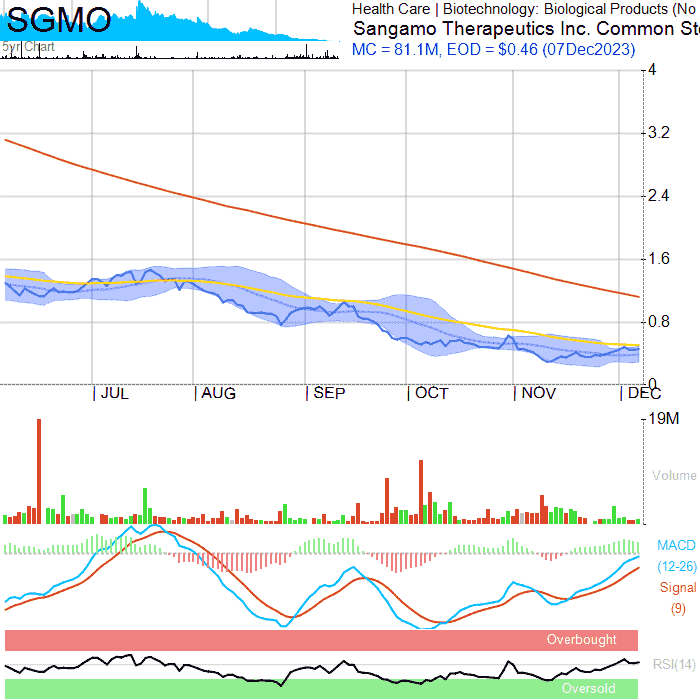 SGMO
5yr Chart
Health Care | Biotechnology: Biological Products (No
Sangamo Therapeutics Inc. Common St
MC = 81.1M, EOD = $0.46 (07Dec2023)
4
3.2
2.4
1.6
0.8
0
| JUL | AUG | SEP | OCT | NOV | DEC
19M
Volume
MACD
(12-26)
Signal
(9)
Overbought
RSI(14)
Oversold